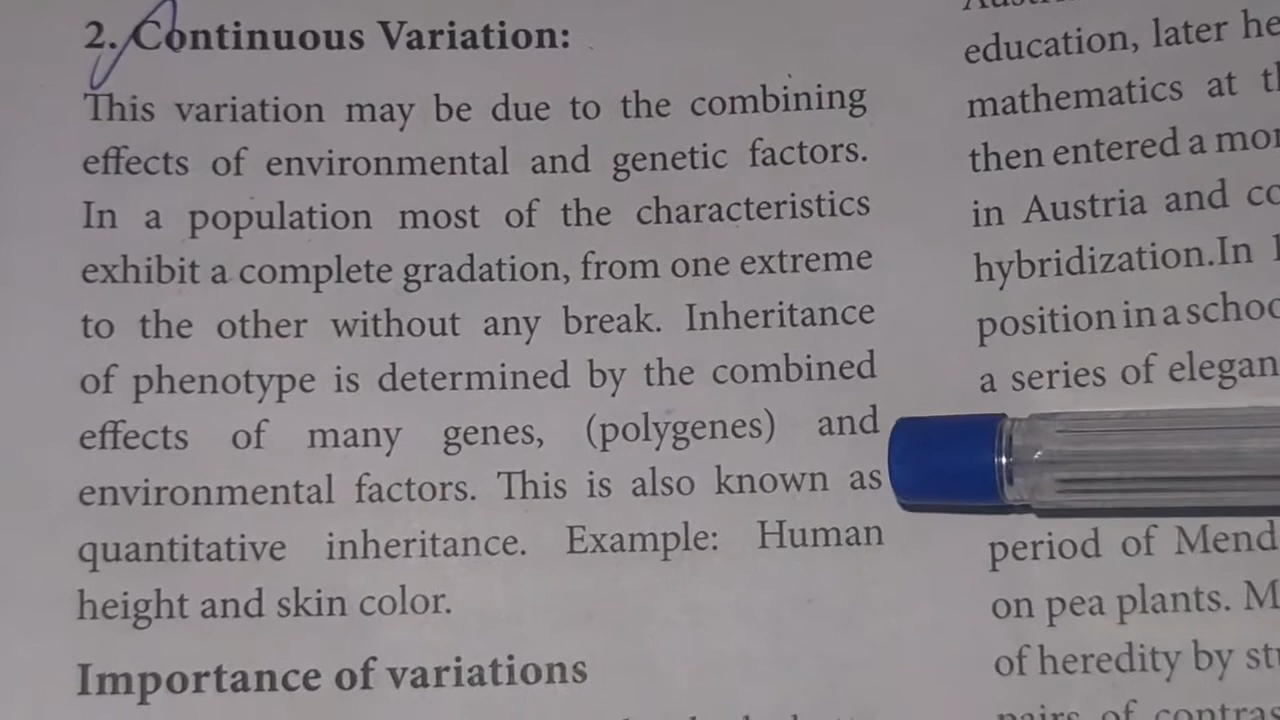 2. Continuous Variation:
This variation may be due to the combining
effects of environmental and genetic factors.
In a population most of the characteristics
exhibit a complete gradation, from one extreme
to the other without any break. Inheritance
of phenotype is determined by the combined
effects of many genes, (polygenes) and
environmental factors. This is also known as
quantitative inheritance. Example: Human
height and skin color.
Importance of variations
education, later he
mathematics at
then entered a
in Austria and
hybridization.In
position in a
a series of
period of
on pea plants.
of heredity by
of